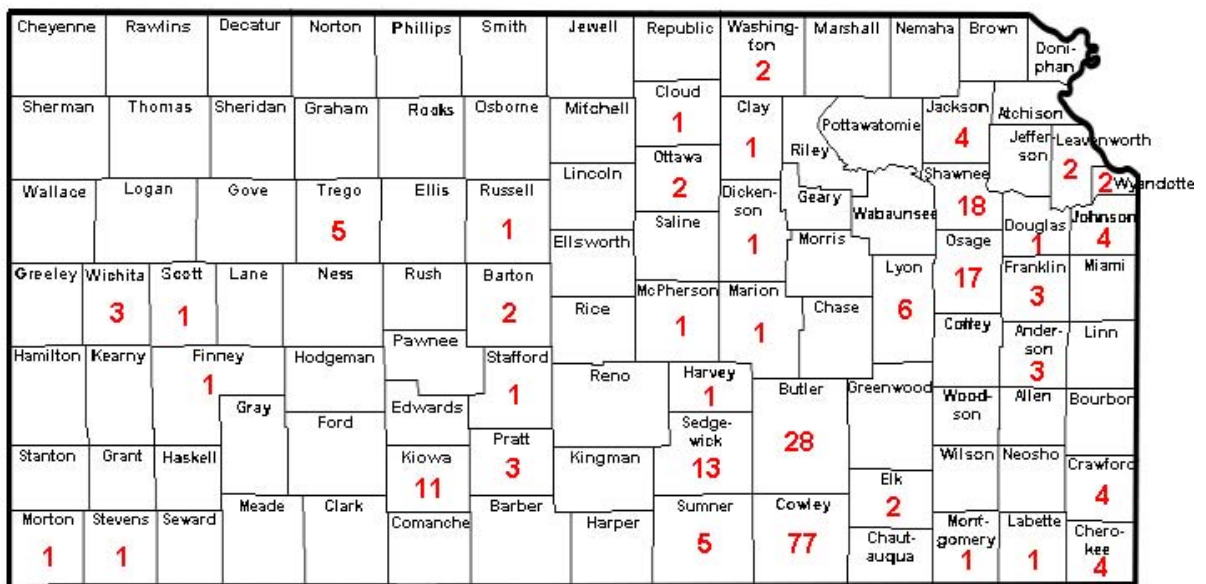 Cheyenne Rawlins Decatur Norton Phillips Smith Jewell Republic Washing-
ton
2
Marshall Nemaha Brown Doni-
phan
Sherman Thomas Sheridan Graham Rooks Osborne Mitchell
Cloud
1
Clay
1
Riley
Pottawatomie
Jackson
4
Atchison
Jeffer-
son
Leavenworth
2
2 Wyandotte
Lincoln
Ottawa
2
Wallace Logan Gove
Trego
5
Ellis
Russell
1
Ellsworth
Saline
Dicken-
son
1
Geary
Morris
Wabaunsee
Shawnee
18
Osage
17
Douglas
1
Johnson
4
Greeley
Wichita
3
Scott
1
Lane Ness Rush
Barton
2
Rice
McPherson
1
Marion
1
Chase
Lyon
6
Coffey
Franklin
3
Miami
Ander-
son
3
Linn
Hamilton Kearny
Finney
1
Hodgeman
Pawnee
Stafford
1
Reno
Harvey
1
Butler
28
Greenwood
Wood-
son
Allen Bourbon
Gray
Ford
Edwards
Sedge-
wick
13
Stanton Grant Haskell
Kiowa
11
Pratt
3
Kingman
Elk
2
Wilson Neosho
Crawford
4
Morton
1
Stevens
1
Seward Meade Clark Comanche Barber Harper
Sumner
5
Cowley
77
Chaut-
auqua
Mont-
gomery
1
Labette
1
Chero-
kee
4